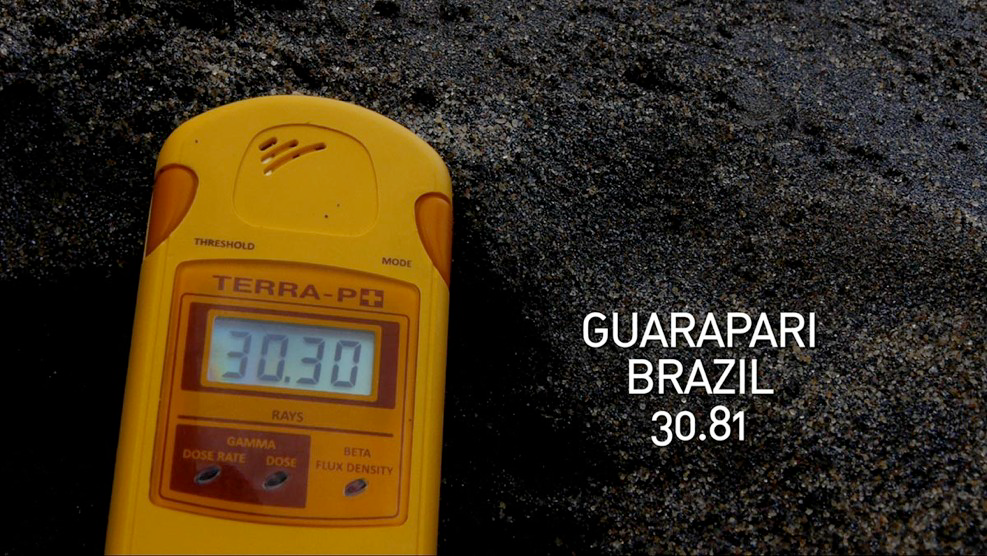 THRESHOLD
MODE
TERRA-P+
30.30
RAYS
GAMMA
DOSE RATE DOSE
BETA
FLUX DENSITY
GUARAPARI
BRAZIL
30.81